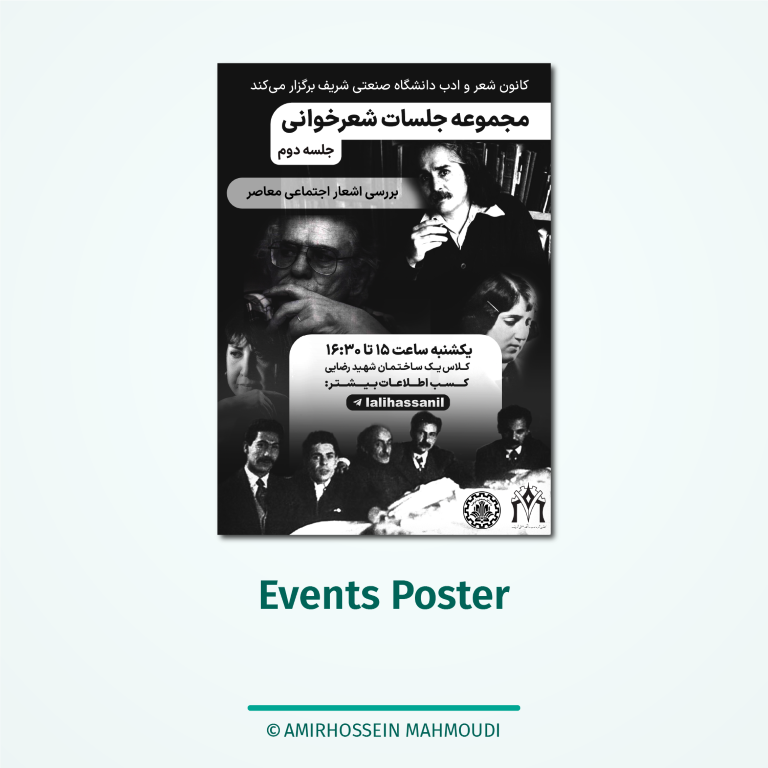 کانون شعر و ادب دانشگاه صنعتی شریف برگزار می‌کند
مجموعه جلسات شعرخوانی
جلسه دوم
بررسی اشعار اجتماعی معاصر
یکشنبه ساعت ۱۵ تا ۱۶:۳۰
کلاس یک ساختمان شهید رضایی
کسب اطلاعات بیشتر:
lalihassanil
Events Poster
© AMIRHOSSEIN MAHMOUDI